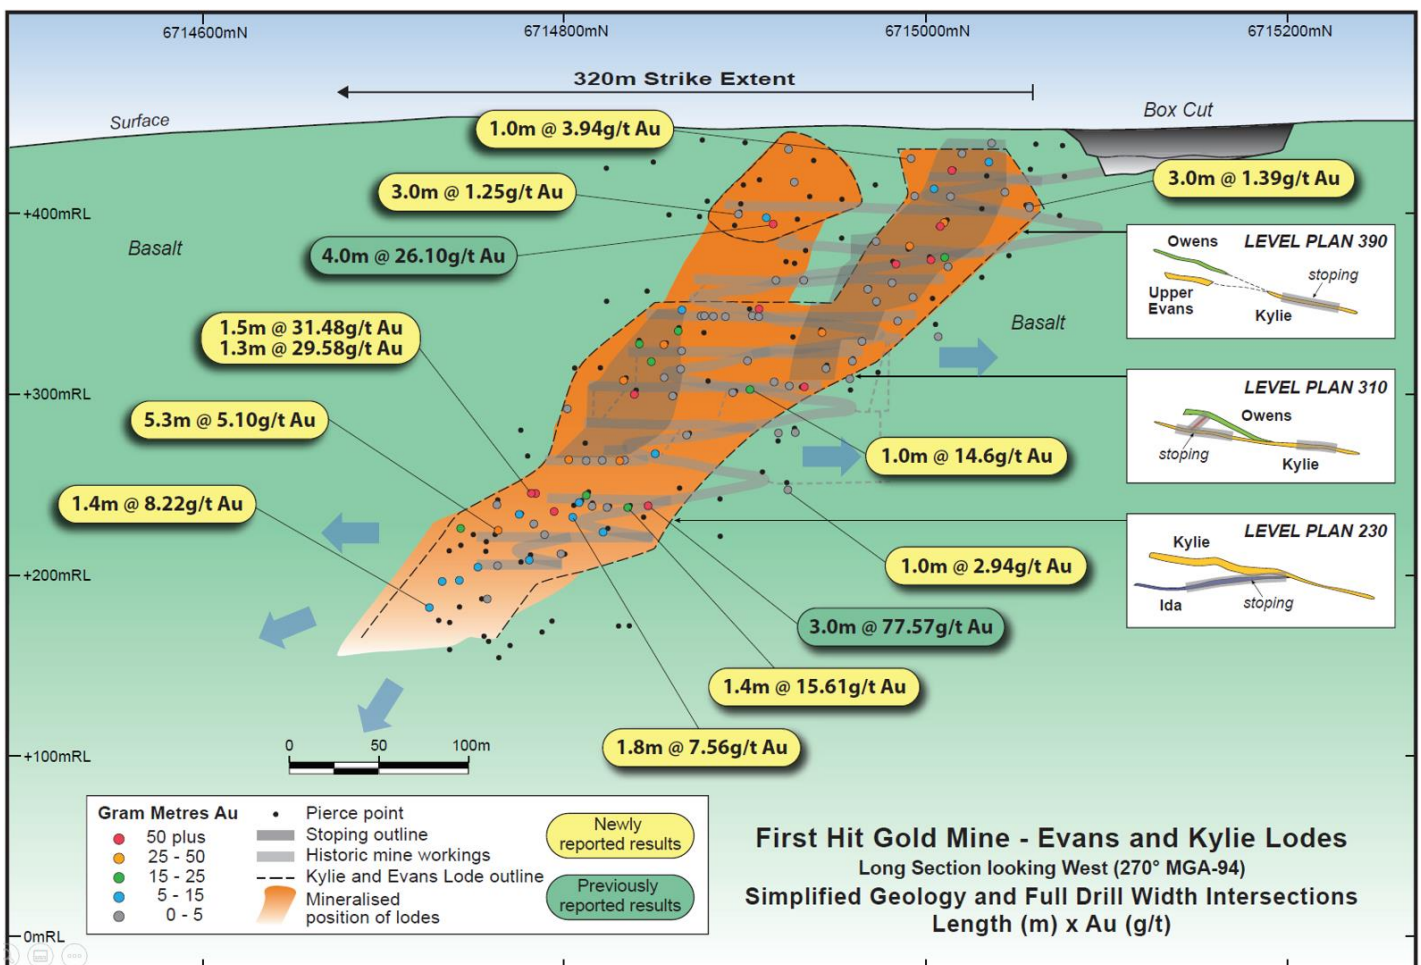 6714600mN
6714800mN
6715000mN
6715200mN
320m Strike Extent
Surface
Box Cut
1.0m @ 3.94g/t Au
3.0m @ 1.39g/t Au
3.0m @ 1.25g/t Au
+400mRL
Basalt
4.0m @ 26.10g/t Au
LEVEL PLAN 390
Owens
stoping
Upper
Evans
Kylie
Basalt
1.5m @ 31.48g/t Au
1.3m @ 29.58g/t Au
+300mRL
LEVEL PLAN 310
Owens
stoping
Kylie
5.3m @ 5.10g/t Au
1.0m @ 14.6g/t Au
1.4m @ 8.22g/t Au
LEVEL PLAN 230
Kylie
Ida
stoping
+200mRL
1.0m @ 2.94g/t Au
3.0m @ 77.57g/t Au
1.4m @ 15.61g/t Au
1.8m @ 7.56g/t Au
+100mRL
0 50 100m
Gram Metres Au
50 plus
25 - 50
15 - 25
5 - 15
0 - 5
Pierce point
Stoping outline
Historic mine workings
Kylie and Evans Lode outline
Mineralised
position of lodes
Newly
reported results
Previously
reported results
First Hit Gold Mine - Evans and Kylie Lodes
Long Section looking West (270° MGA-94)
Simplified Geology and Full Drill Width Intersections
Length (m) x Au (g/t)
0mRL